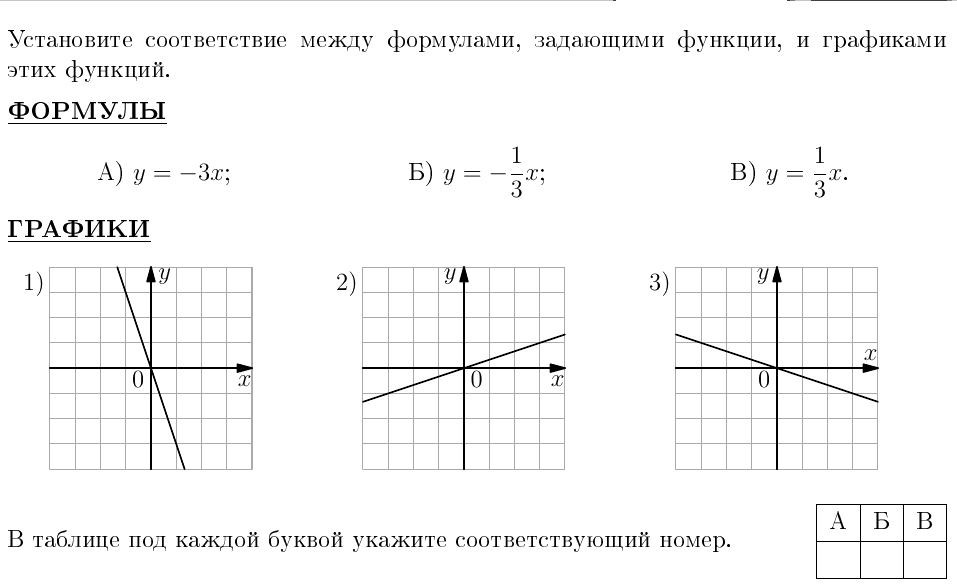 Установите соответствие между формулами, задающими функции, и графиками
этих функций.
ФОРМУЛЫ
А) y = −3x; Б) y = −1/3x; В) y = 1/3x.
ГРАФИКИ
1) y 0 x 2) y 0 x 3) y x 0
В таблице под каждой буквой укажите соответствующий номер.
А Б В